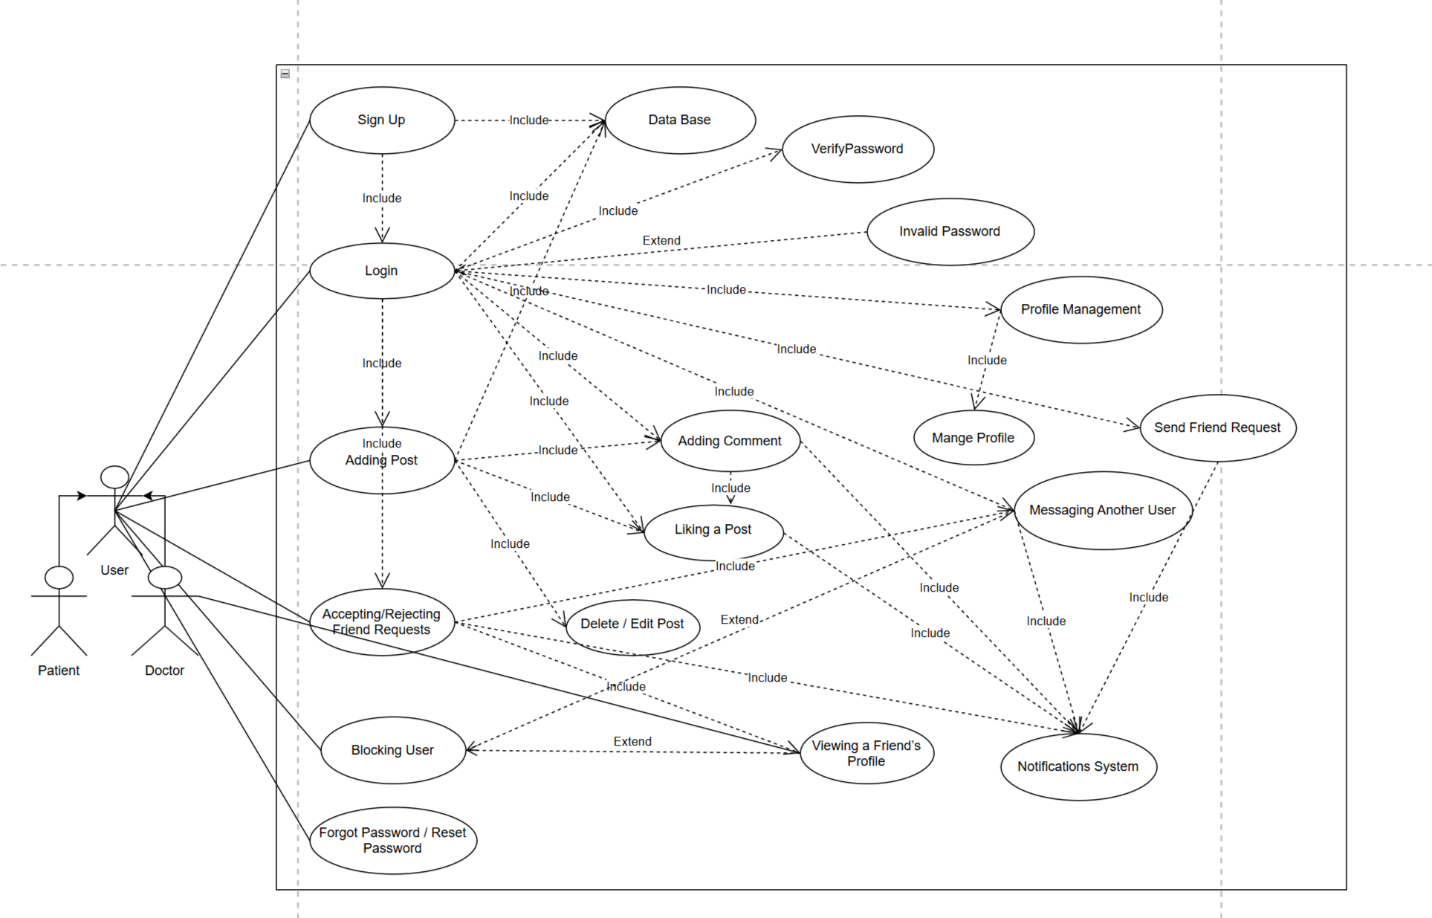 Sign Up
Include
Data Base
VerifyPassword
Include
Include
Include
Invalid Password
Extend
Login
Include
Include
Profile Management
Include
Include
Include
Include
Mange Profile
Include
Include
Send Friend Request
Adding Comment
Include
Adding Post
Include
Include
Include
Messaging Another User
Liking a Post
Include
Include
User
Include
Include
Accepting/Rejecting
Friend Requests
Delete / Edit Post
Extend
Include
Include
Patient
Doctor
Include
Include
Extend
Blocking User
Viewing a Friend's
Profile
Notifications System
Forgot Password / Reset
Password